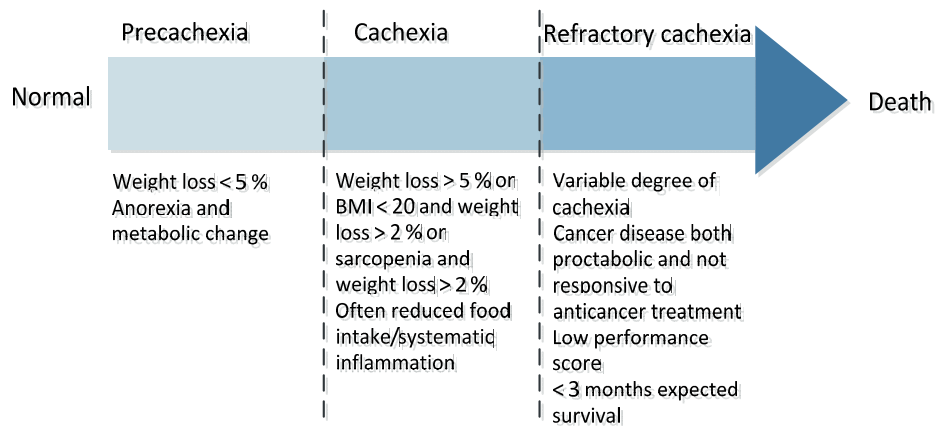 Precachexia
Cachexia
Refractory cachexia
Normal
Death
Weight loss < 5 %
Anorexia and
metabolic change
Weight loss > 5 % or
BMI < 20 and weight
loss > 2 % or
sarcopenia and
weight loss > 2 %
Often reduced food
intake/systematic
inflammation
Variable degree of
cachexia
Cancer disease both
proctabolic and not
responsive to
anticancer treatment
Low performance
score
< 3 months expected
survival